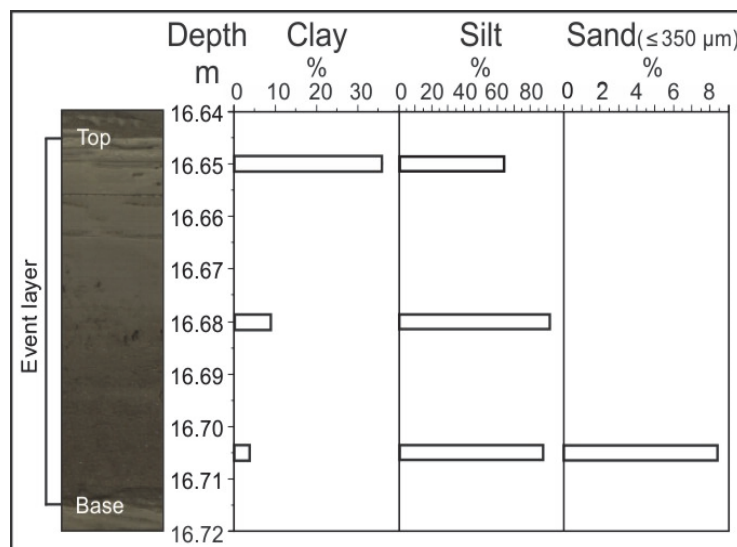 Depth Clay Silt Sand(≤350 µm)
m % % %
0 10 20 30 0 20 40 60 80 0 2 4 6 8
16.64
Top
16.65
16.66
16.67
16.68
16.69
16.70
16.71
Base
16.72
Event layer